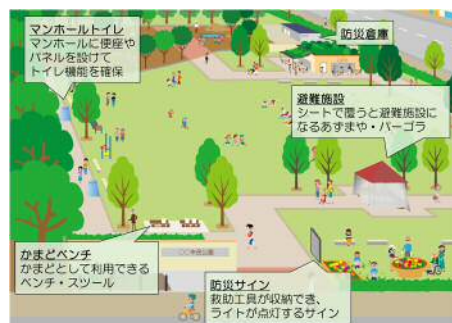 マンホールトイレ
マンホールに便座や
パネルを設けて
トイレ機能を確保
防災倉庫
避難施設
シートで覆うと避難施設に
なるあずまや・パーゴラ
かまどベンチ
かまどとして利用できる
ベンチ・スツール
防災サイン
救助工具が収納でき、
ライトが点灯するサイン